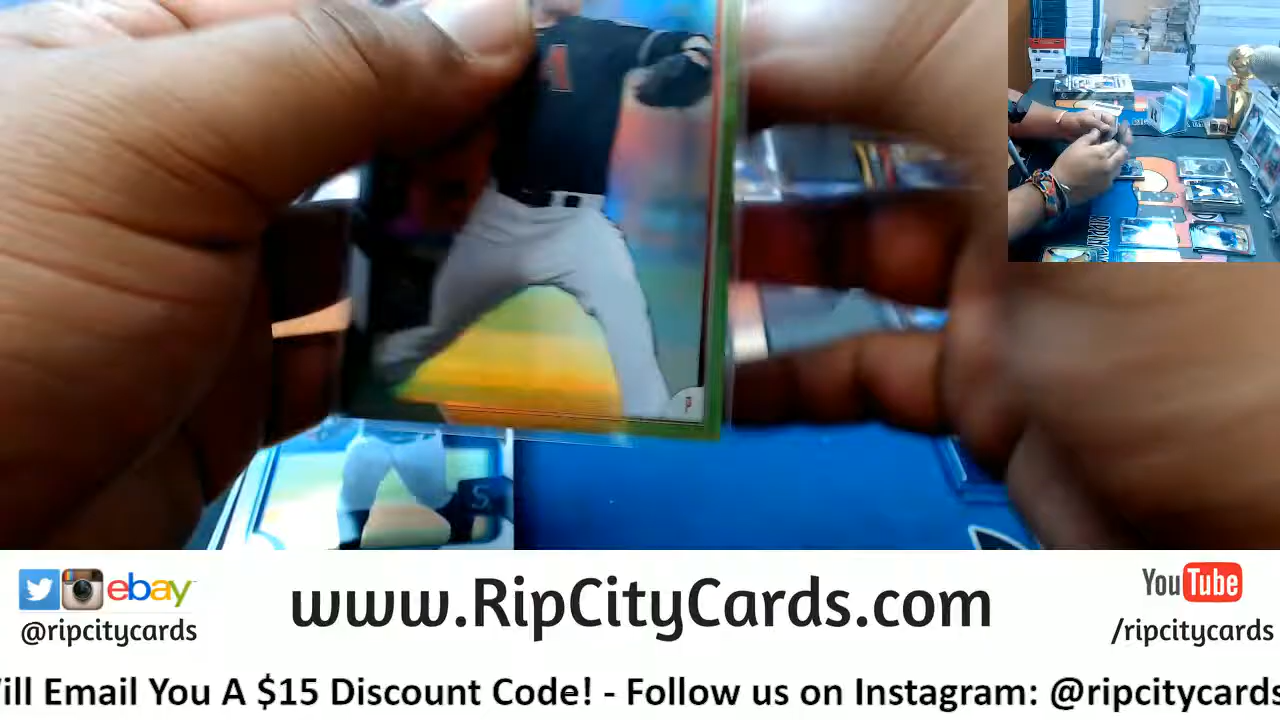 P
ebay
@ripcitycards
www.RipCityCards.com
YouTube
/ripcitycards
ill Email You A $15 Discount Code! - Follow us on Instagram: @ripcitycards